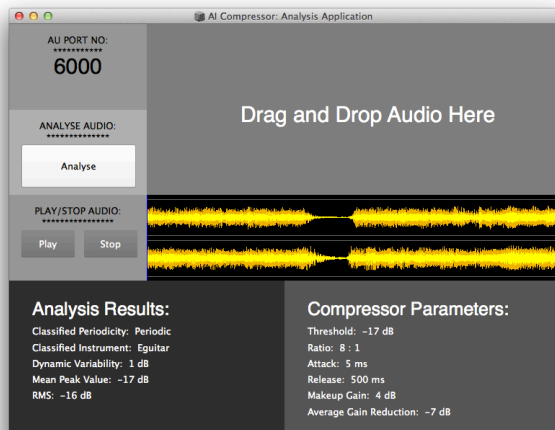 AI Compressor: Analysis Application
AU PORT NO:
***********
6000
Drag and Drop Audio Here
ANALYSE AUDIO:
**************
Analyse
PLAY/STOP AUDIO:
****************
Play Stop
Analysis Results:
Classified Periodicity: Periodic
Classified Instrument: Eguitar
Dynamic Variability: 1 dB
Mean Peak Value: -17 dB
RMS: -16 dB
Compressor Parameters:
Threshold: -17 dB
Ratio: 8 : 1
Attack: 5 ms
Release: 500 ms
Makeup Gain: 4 dB
Average Gain Reduction: -7 dB